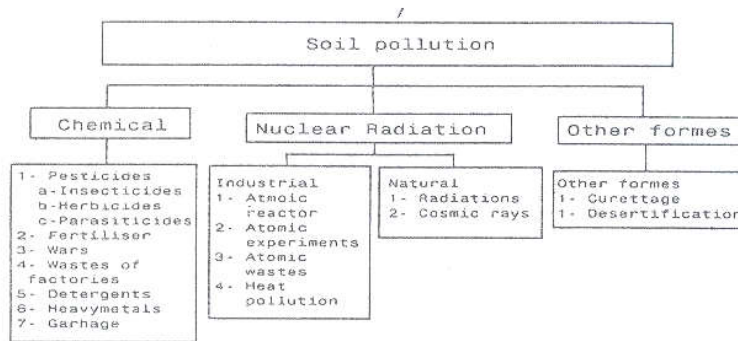 Soil pollution
Chemical
Nuclear Radiation
Other formes
1- Pesticides
a-Insecticides
b-Herbicides
c-Parasiticides
2- Fertiliser
3- Wars
4- Wastes of
factories
5- Detergents
6- Heavymetals
7- Garhage
Industrial
1- Atmoic
reactor
2- Atomic
experiments
3- Atomic
wastes
4- Heat
pollution
Natural
1- Radiations
2- Cosmic rays
Other formes
1- Curettage
1- Desertification